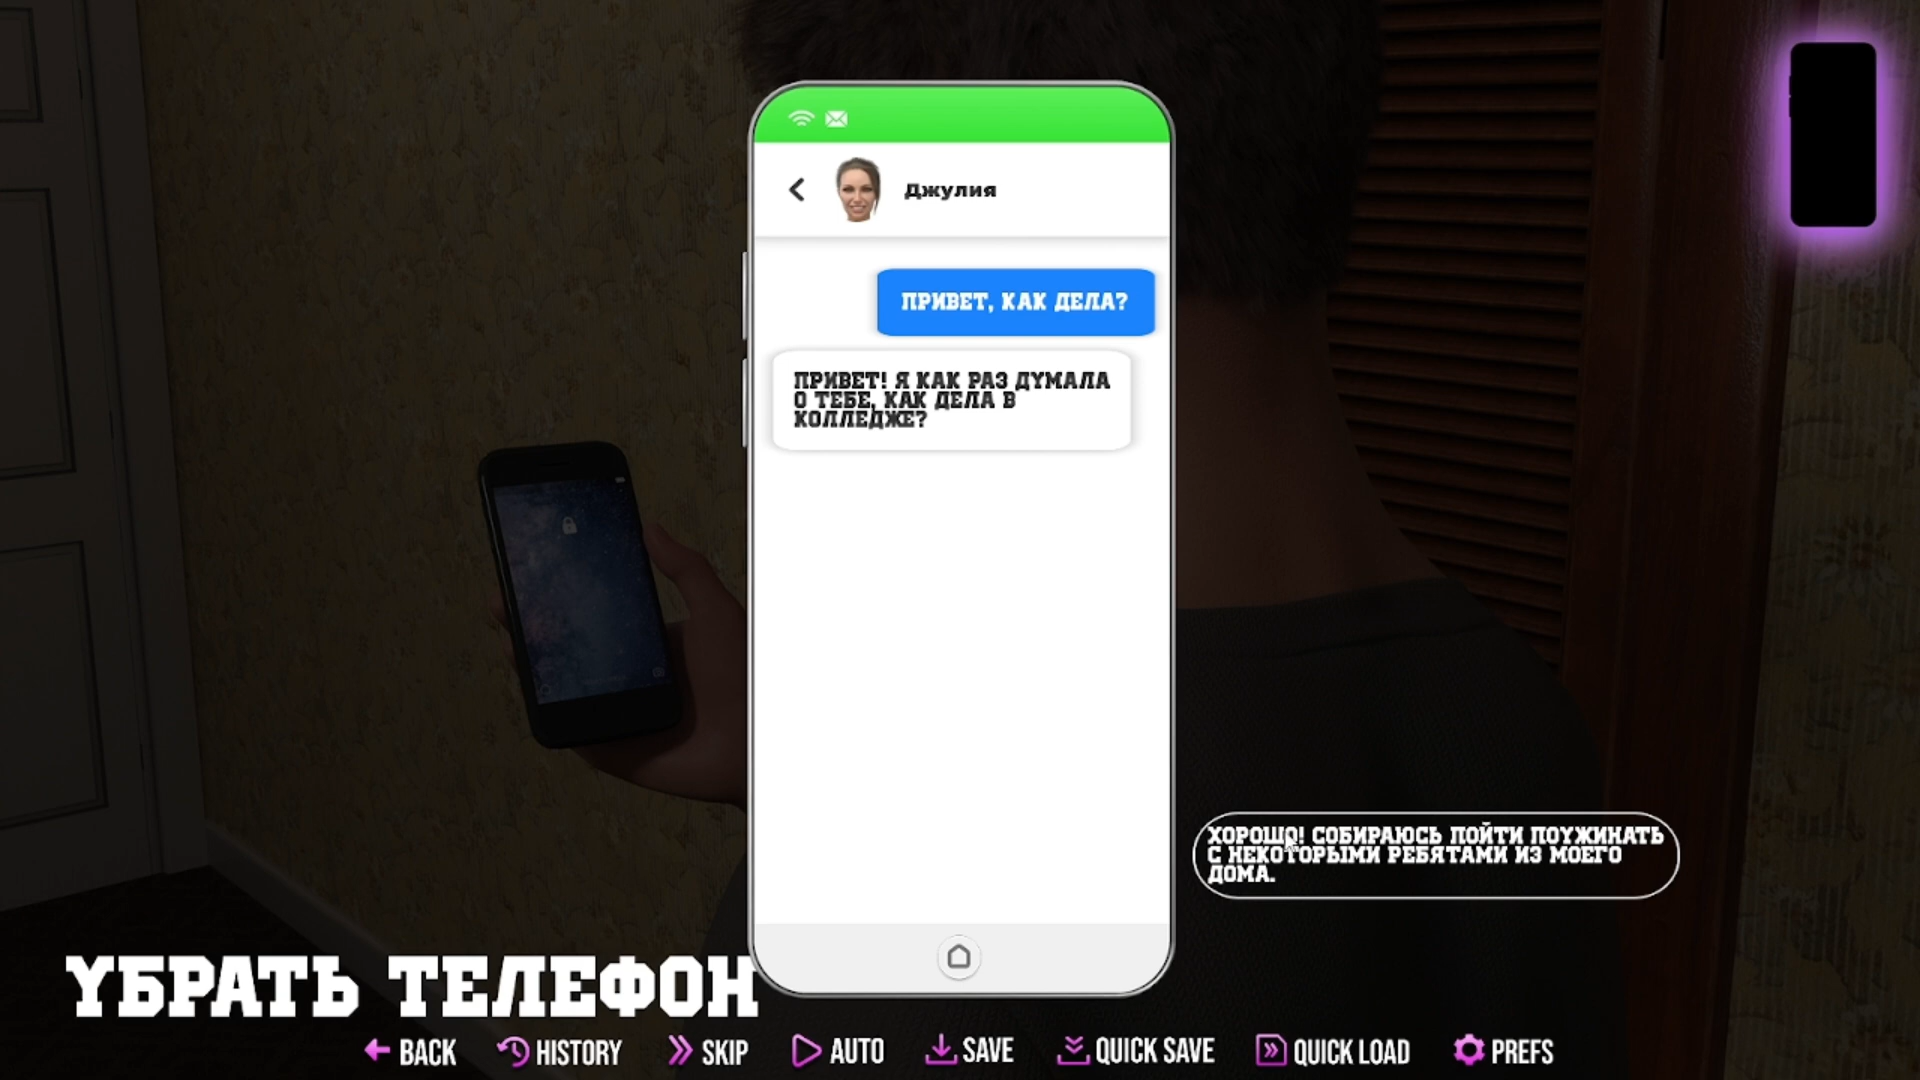 Джулия
ПРИВЕТ, КАК ДЕЛА?
ПРИВЕТ! Я КАК РАЗ ДУМАЛА
О ТЕБЕ, КАК ДЕЛА В
КОЛЛЕДЖЕ?
ХОРОШО! СОБИРАЮСЬ ПОЙТИ ПОУЖИНАТЬ
С НЕКОТОРЫМИ РЕБЯТАМИ ИЗ МОЕГО
ДОМА.
УБРАТЬ ТЕЛЕФОН
BACK HISTORY SKIP AUTO SAVE QUICK SAVE QUICK LOAD PREFS